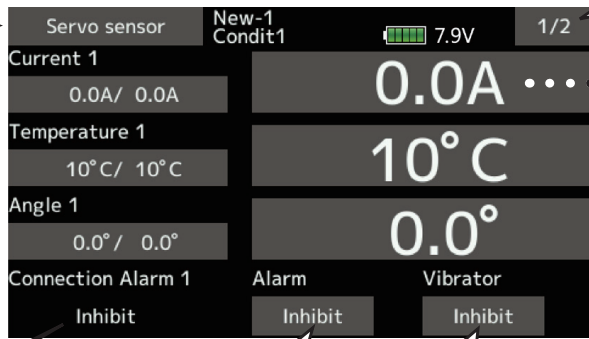 Servo sensor New-1 1/2
Condit1 7.9V
Current 1
0.0A/ 0.0A 0.0A
Temperature 1
10°C/ 10°C 10°C
Angle 1
0.0°/ 0.0° 0.0°
Connection Alarm 1 Alarm Vibrator
Inhibit Inhibit Inhibit